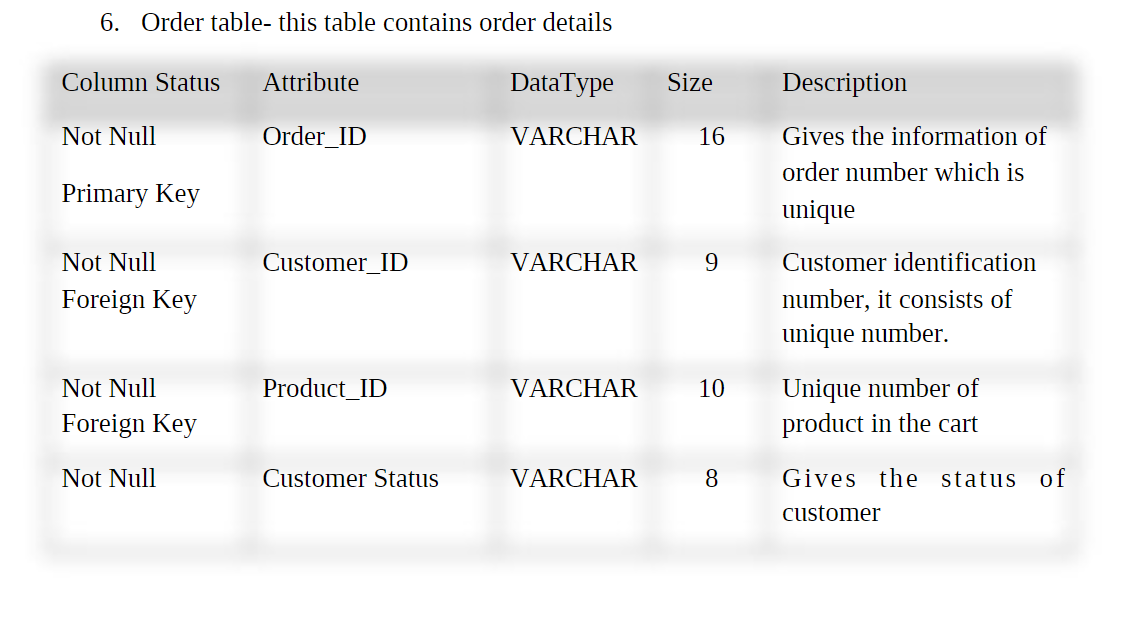 6. Order table- this table contains order details
Column Status Attribute DataType Size Description
Not Null Order_ID VARCHAR 16 Gives the information of
order number which is
Primary Key
unique
Not Null Customer_ID VARCHAR 9 Customer identification
Foreign Key number, it consists of
unique number.
Not Null Product_ID VARCHAR 10 Unique number of
Foreign Key product in the cart
Not Null Customer Status VARCHAR 8 Gives the status of
customer